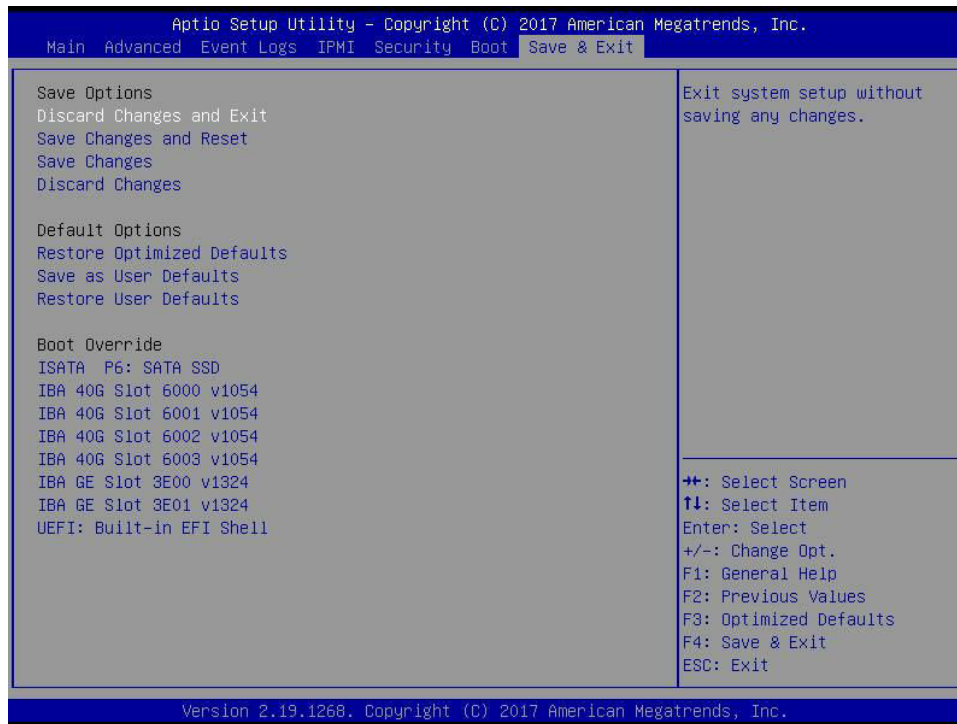 Aptio Setup Utility – Copyright (C) 2017 American Megatrends, Inc.
Main Advanced Event Logs IPMI Security Boot Save & Exit
Save Options
Discard Changes and Exit
Save Changes and Reset
Save Changes
Discard Changes
Default Options
Restore Optimized Defaults
Save as User Defaults
Restore User Defaults
Boot Override
ISATA P6: SATA SSD
IBA 40G Slot 6000 v1054
IBA 40G Slot 6001 v1054
IBA 40G Slot 6002 v1054
IBA 40G Slot 6003 v1054
IBA GE Slot 3E00 v1324
IBA GE Slot 3E01 v1324
UEFI: Built-in EFI Shell
Exit system setup without
saving any changes.
→←: Select Screen
↑↓: Select Item
Enter: Select
+/-: Change Opt.
F1: General Help
F2: Previous Values
F3: Optimized Defaults
F4: Save & Exit
ESC: Exit
Version 2.19.1268. Copyright (C) 2017 American Megatrends, Inc.